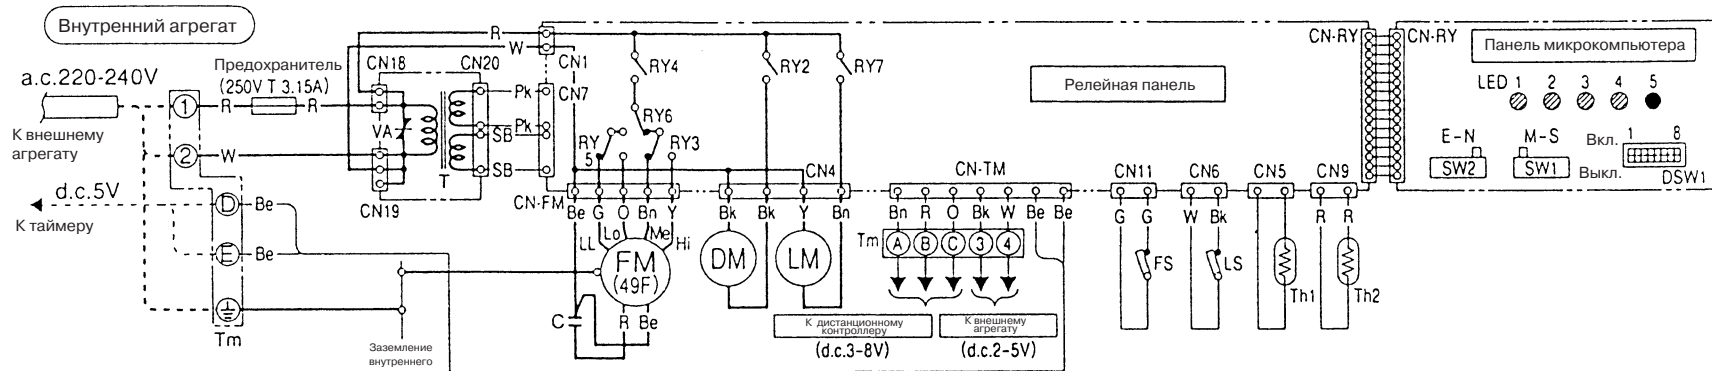 Внутренний агрегат
a.c.220-240V
К внешнему
агрегату
d.c.5V
К таймеру
Предохранитель
(250V T 3.15A)
R R
W
1
2
D Be
E Be
Tm
CN18
CN20
VA
T
CN19
R
W
CN1
Pk
CN7
Pk
SB
SB
RY4
RY2
RY7
RY6
RY
5
RY3
CN-FM
Be G O Bn Y
LL Lo Me Hi
FM
(49F)
R Be
C
Заземление
внутреннего
CN4
Bk Bk Y Bn
DM
LM
CN-TM
Bn R O Bk W Be Be
Tm A B C 3 4
К дистанционному
контроллеру
(d.c.3-8V)
К внешнему
агрегату
(d.c.2-5V)
Релейная панель
CN11
G G
FS
CN6
W Bk
LS
CN5
Th1
CN9
R R
Th2
CN-RY
CN-RY
Панель микрокомпьютера
LED 1 2 3 4 5
E-N
SW2
M-S
SW1
Вкл.
1 8
Выкл.
DSW1